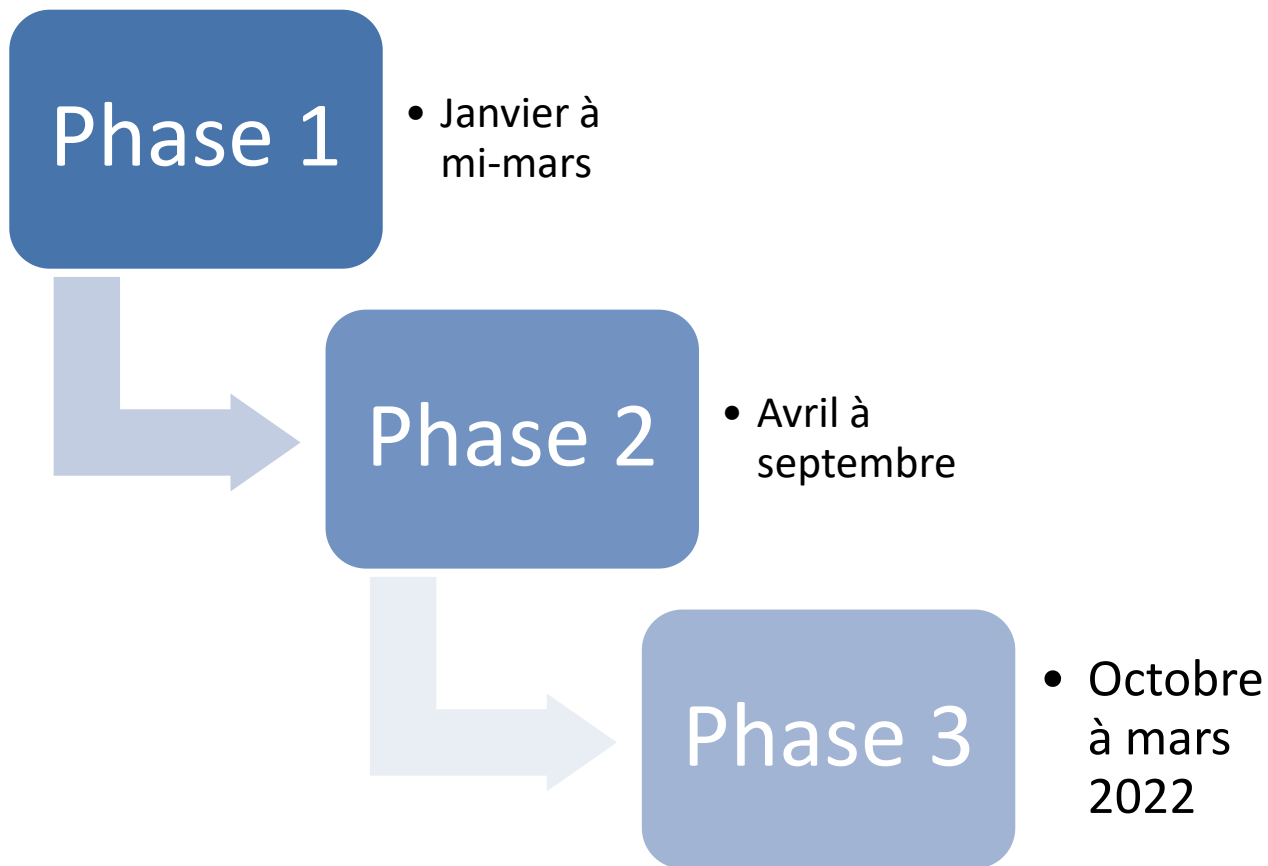 Phase 1
• Janvier à
mi-mars
Phase 2
• Avril à
septembre
Phase 3
• Octobre
à mars
2022